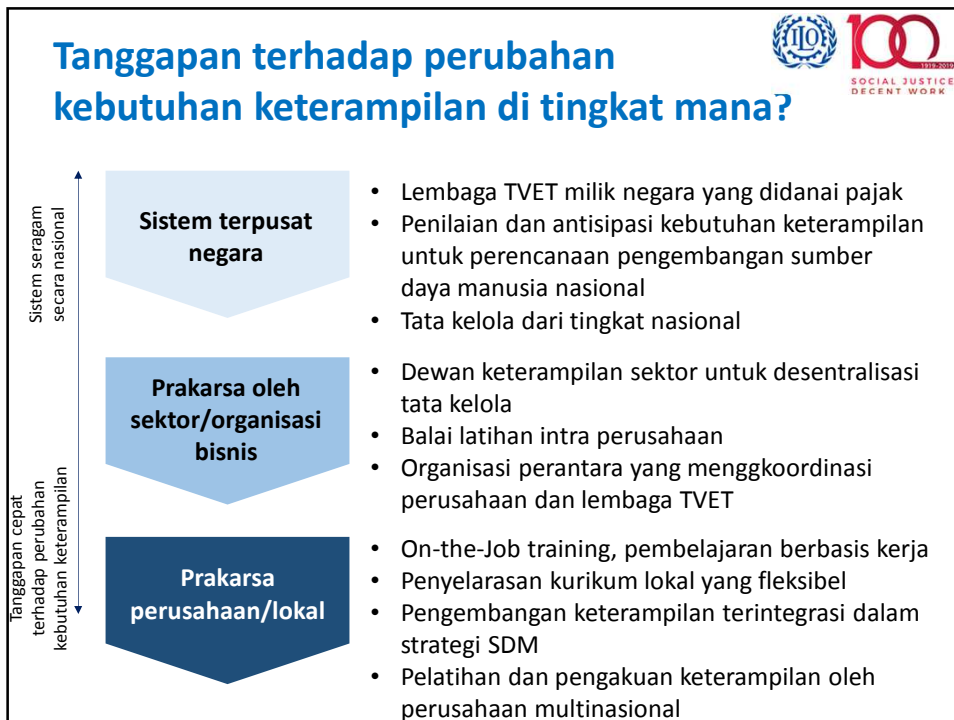 Tanggapan terhadap perubahan
kebutuhan keterampilan di tingkat mana?
ILO
100
1919-2019
SOCIAL JUSTICE
DECENT WORK
Sistem seragam
secara nasional
Tanggapan cepat
terhadap perubahan
kebutuhan keterampilan
Sistem terpusat
negara
• Lembaga TVET milik negara yang didanai pajak
• Penilaian dan antisipasi kebutuhan keterampilan
untuk perencanaan pengembangan sumber
daya manusia nasional
• Tata kelola dari tingkat nasional
Prakarsa oleh
sektor/organisasi
bisnis
• Dewan keterampilan sektor untuk desentralisasi
tata kelola
• Balai latihan intra perusahaan
• Organisasi perantara yang menggkoordinasi
perusahaan dan lembaga TVET
Prakarsa
perusahaan/lokal
• On-the-Job training, pembelajaran berbasis kerja
• Penyelarasan kurikum lokal yang fleksibel
• Pengembangan keterampilan terintegrasi dalam
strategi SDM
• Pelatihan dan pengakuan keterampilan oleh
perusahaan multinasional